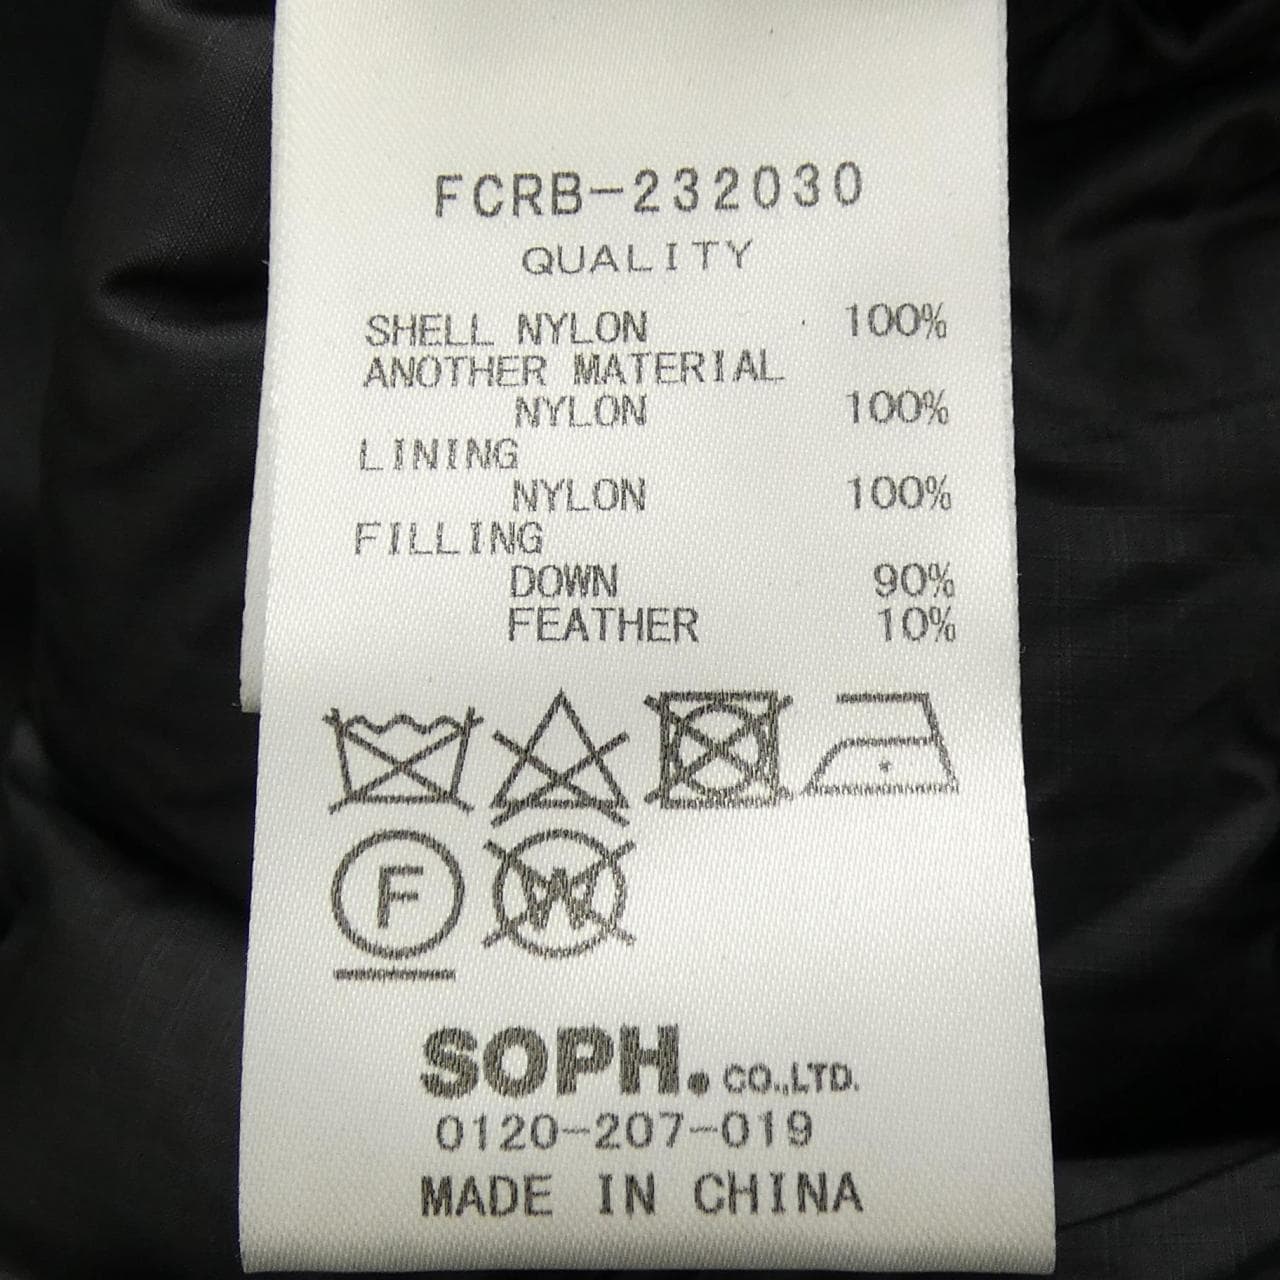 FCRB-232030
QUALITY
SHELL NYLON 100%
ANOTHER MATERIAL
NYLON 100%
LINING
NYLON 100%
FILLING
DOWN 90%
FEATHER 10%
F W
SOPH. CO.,LTD.
0120-207-019
MADE IN CHINA